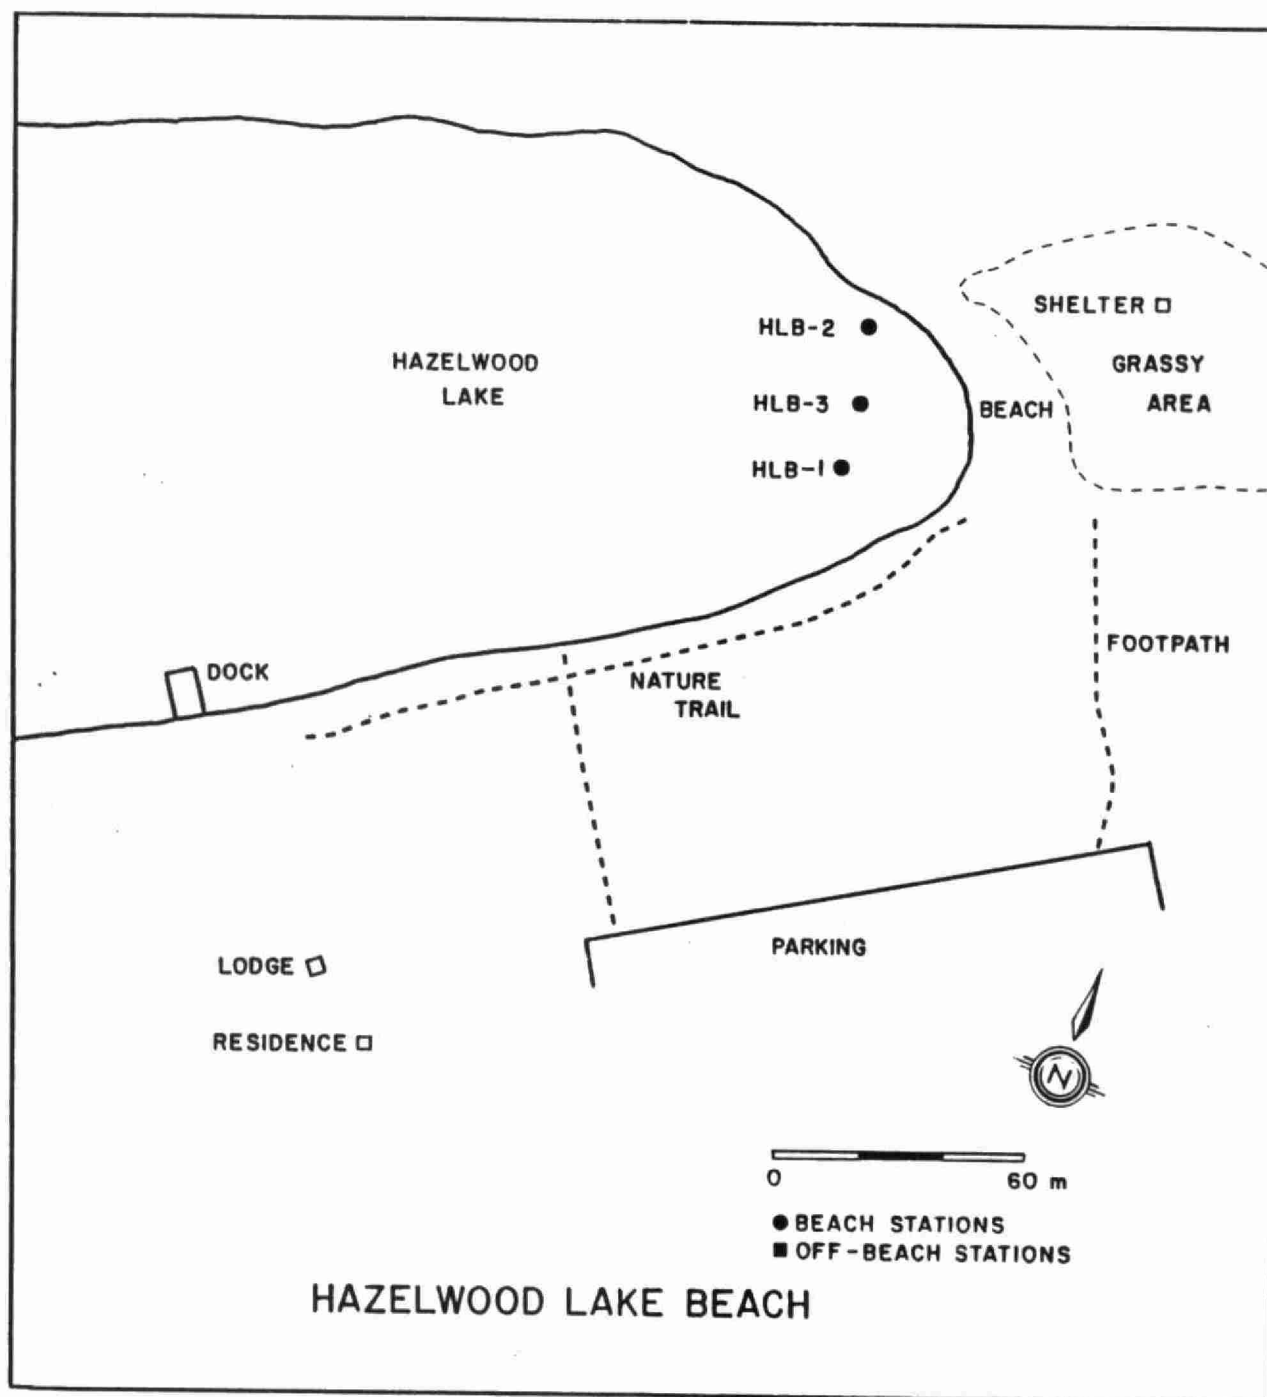 SHELTER
HLB-2
HAZELWOOD
LAKE
GRASSY
AREA
HLB-3
BEACH
HLB-1
FOOTPATH
DOCK
NATURE
TRAIL
PARKING
LODGE
RESIDENCE
N
0 60 m
BEACH STATIONS
OFF-BEACH STATIONS
HAZELWOOD LAKE BEACH